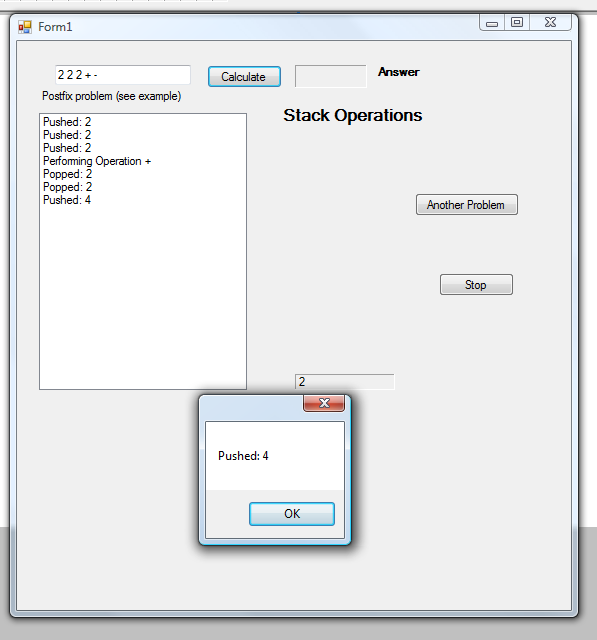 Form1
2 2 2 + -
Calculate
Answer
Postfix problem (see example)
Stack Operations
Pushed: 2
Pushed: 2
Pushed: 2
Performing Operation +
Popped: 2
Popped: 2
Pushed: 4
Another Problem
Stop
2
Pushed: 4
OK